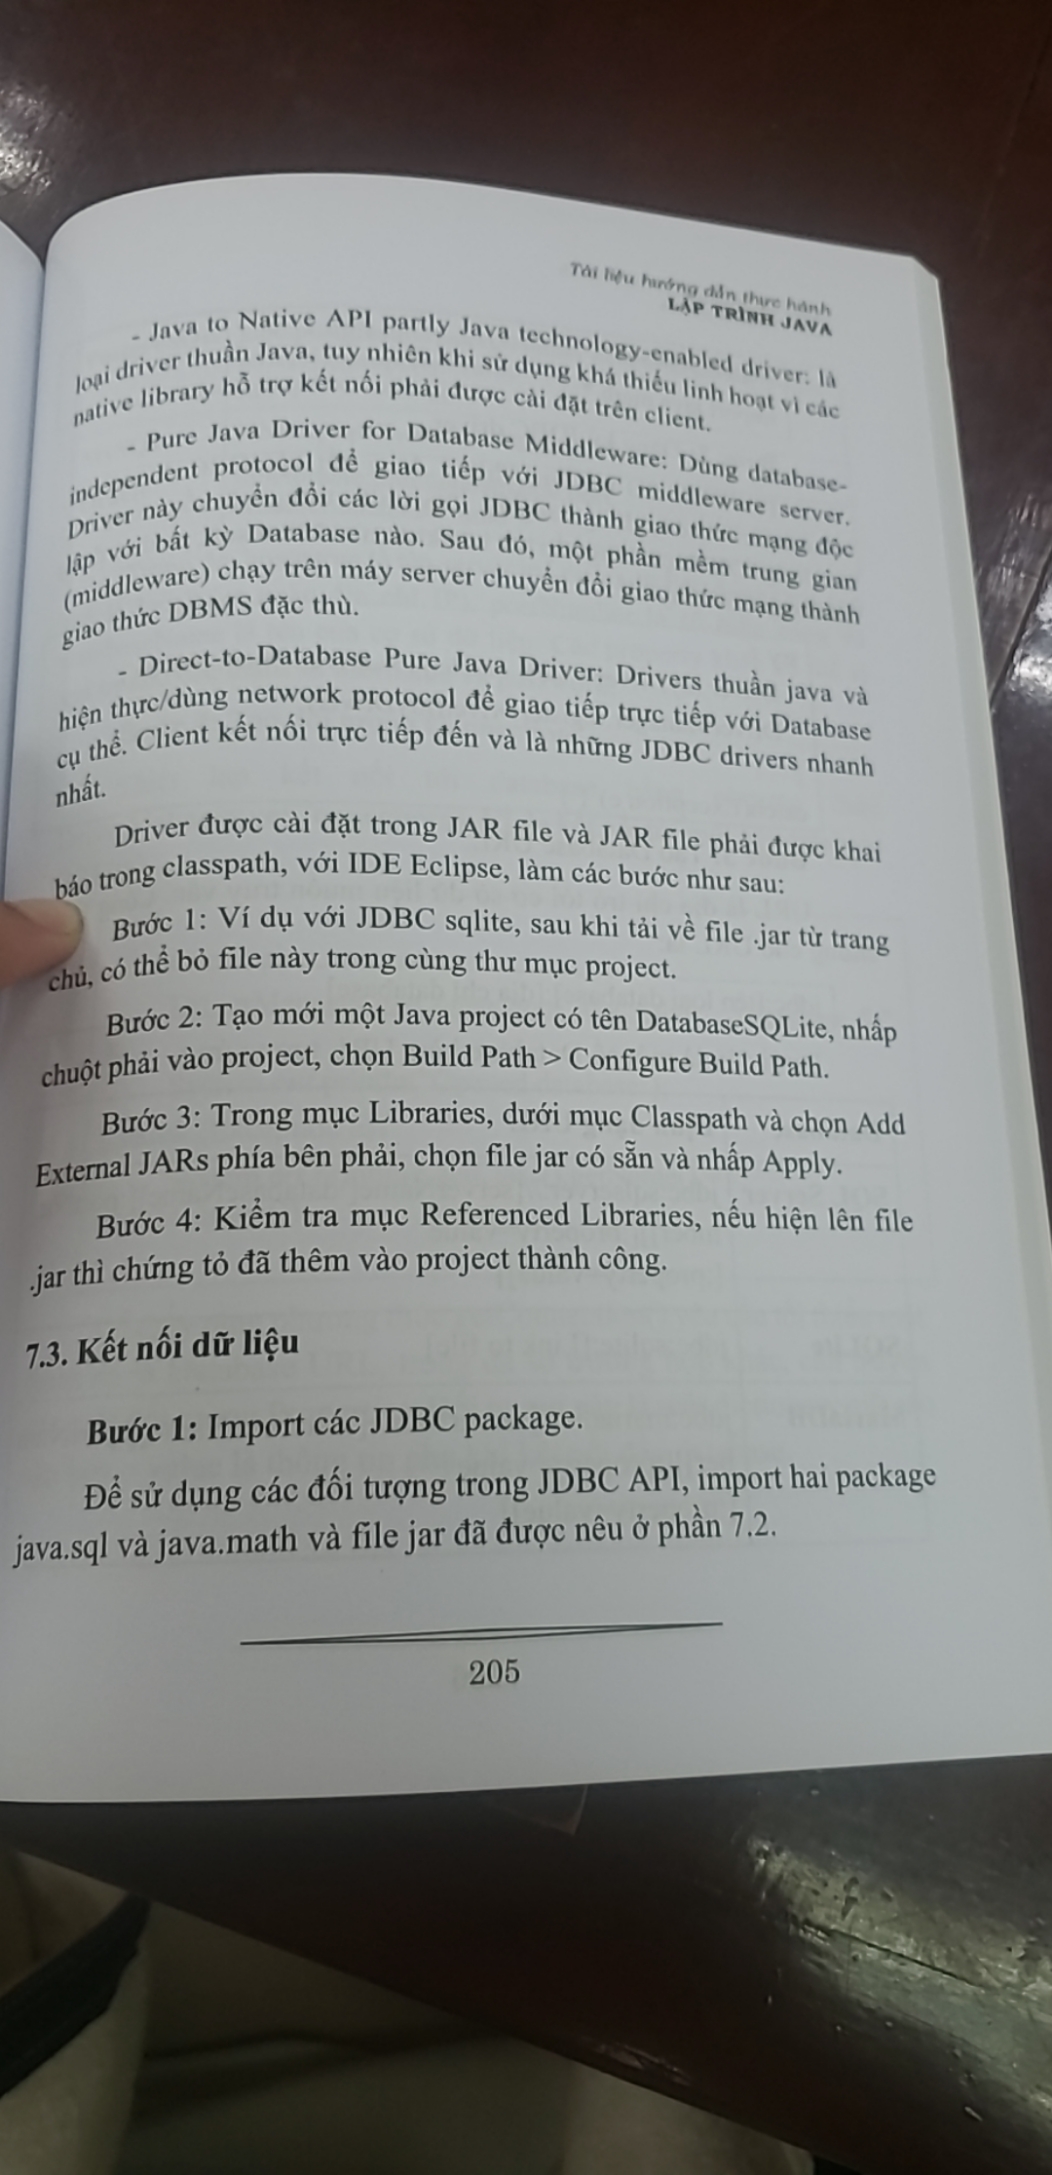 Tài liệu hướng dẫn thực hành
LẬP TRÌNH JAVA
- Java to Native API partly Java technology-enabled driver: là
loại driver thuần Java, tuy nhiên khi sử dụng khá thiếu linh hoạt vì các
native library hỗ trợ kết nối phải được cài đặt trên client.
- Pure Java Driver for Database Middleware: Dùng database-
independent protocol để giao tiếp với JDBC middleware server.
Driver này chuyển đổi các lời gọi JDBC thành giao thức mạng độc
lập với bất kỳ Database nào. Sau đó, một phần mềm trung gian
(middleware) chạy trên máy server chuyển đổi giao thức mạng thành
giao thức DBMS đặc thù.
- Direct-to-Database Pure Java Driver: Drivers thuần java và
hiện thực/dùng network protocol để giao tiếp trực tiếp với Database
cụ thể. Client kết nối trực tiếp đến và là những JDBC drivers nhanh
nhất.
Driver được cài đặt trong JAR file và JAR file phải được khai
báo trong classpath, với IDE Eclipse, làm các bước như sau:
Bước 1: Ví dụ với JDBC sqlite, sau khi tải về file .jar từ trang
chủ, có thể bỏ file này trong cùng thư mục project.
Bước 2: Tạo mới một Java project có tên DatabaseSQLite, nhấp
chuột phải vào project, chọn Build Path > Configure Build Path.
Bước 3: Trong mục Libraries, dưới mục Classpath và chọn Add
External JARs phía bên phải, chọn file jar có sẵn và nhấp Apply.
Bước 4: Kiểm tra mục Referenced Libraries, nếu hiện lên file
.jar thì chứng tỏ đã thêm vào project thành công.
7.3. Kết nối dữ liệu
Bước 1: Import các JDBC package.
Để sử dụng các đối tượng trong JDBC API, import hai package
java.sql và java.math và file jar đã được nêu ở phần 7.2.
205